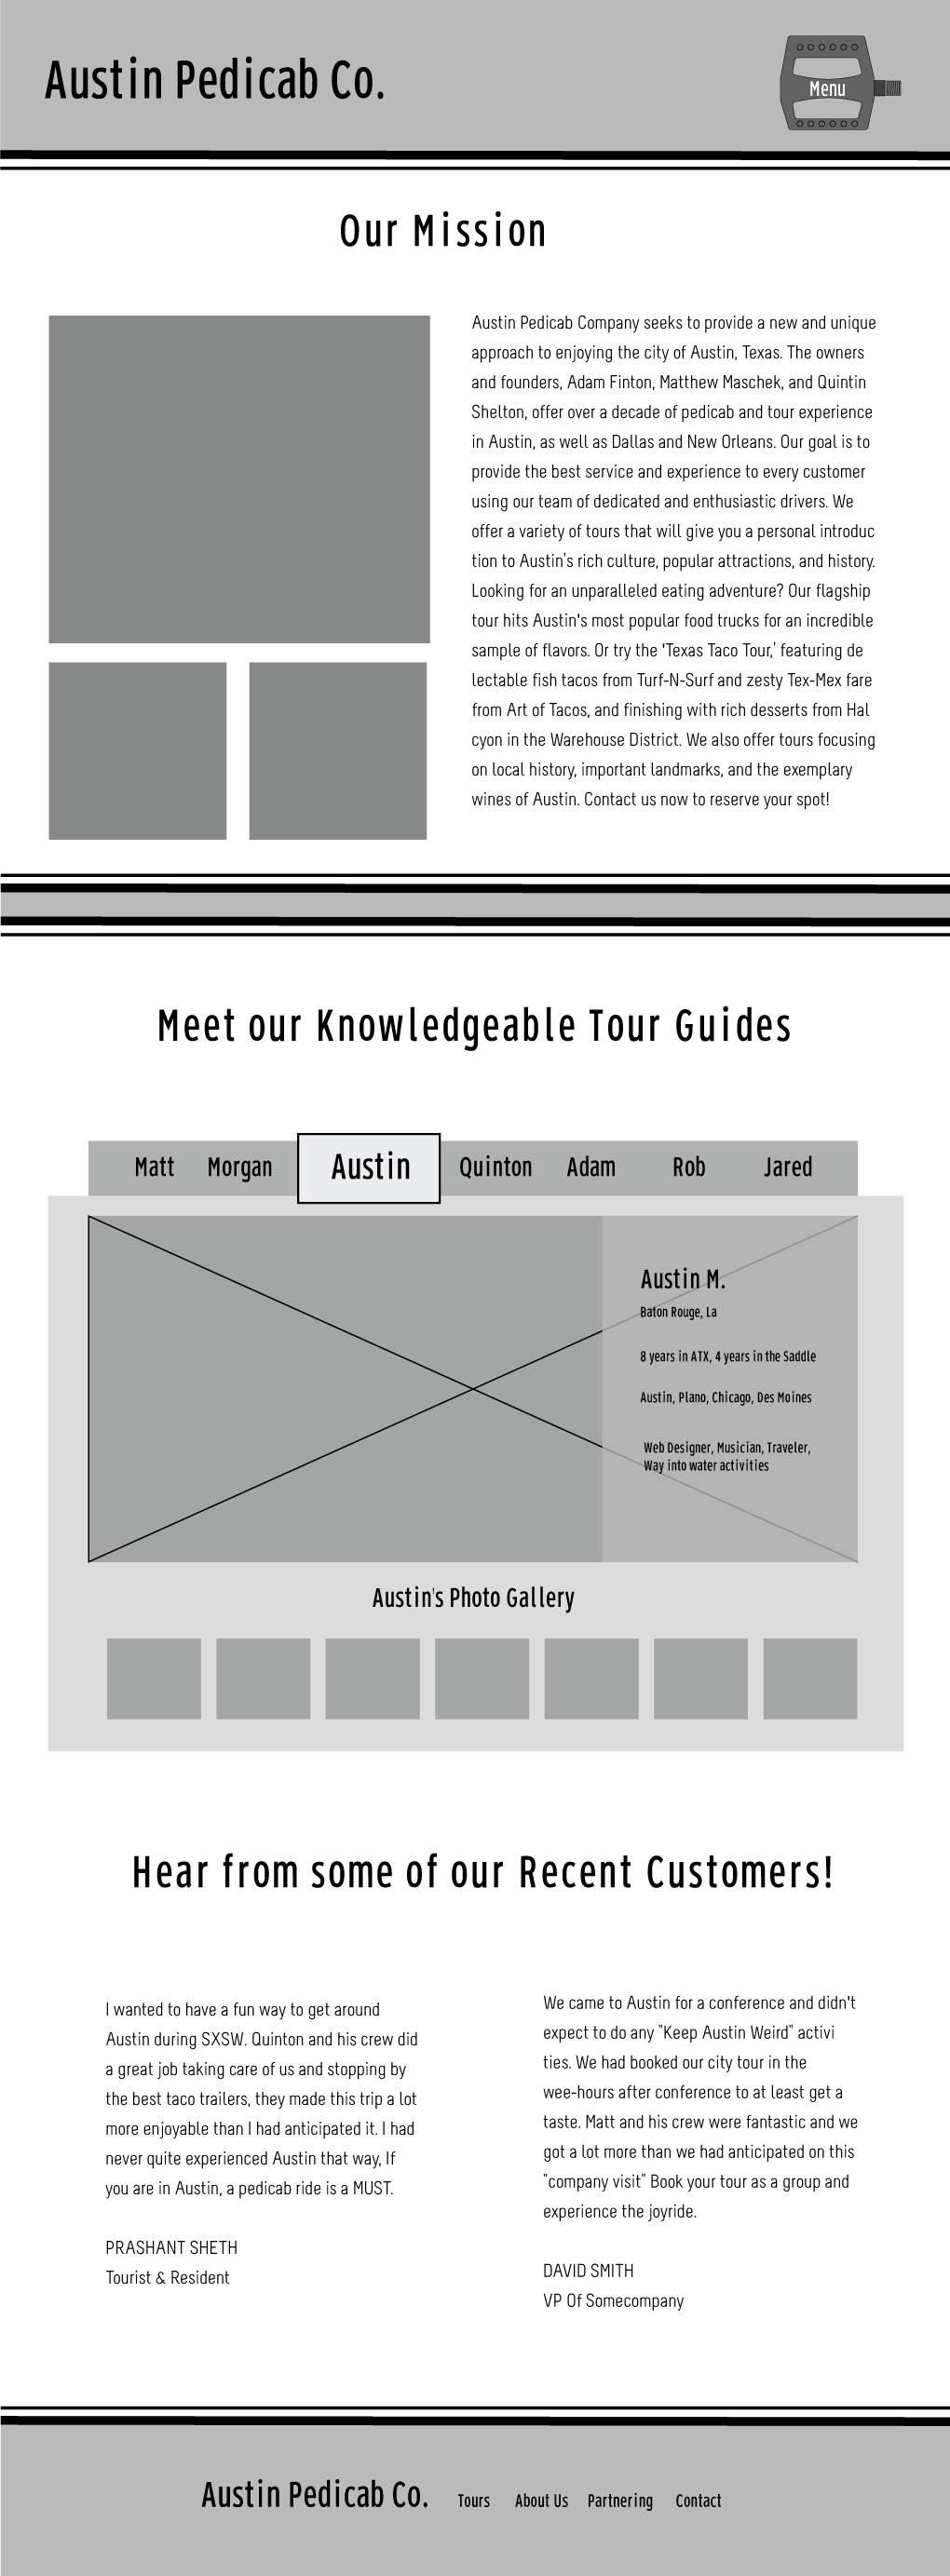 Austin Pedicab Co.
Menu
Our Mission
Austin Pedicab Company seeks to provide a new and unique
approach to enjoying the city of Austin, Texas. The owners
and founders, Adam Finton, Matthew Maschek, and Quintin
Shelton, offer over a decade of pedicab and tour experience
in Austin, as well as Dallas and New Orleans. Our goal is to
provide the best service and experience to every customer
using our team of dedicated and enthusiastic drivers. We
offer a variety of tours that will give you a personal introduc
tion to Austin's rich culture, popular attractions, and history.
Looking for an unparalleled eating adventure? Our flagship
tour hits Austin's most popular food trucks for an incredible
sample of flavors. Or try the 'Texas Taco Tour,' featuring de
lectable fish tacos from Turf-N-Surf and zesty Tex-Mex fare
from Art of Tacos, and finishing with rich desserts from Hal
cyon in the Warehouse District. We also offer tours focusing
on local history, important landmarks, and the exemplary
wines of Austin. Contact us now to reserve your spot!
Meet our Knowledgeable Tour Guides
Matt Morgan Austin Quinton Adam Rob Jared
Austin M.
Baton Rouge, La
8 years in ATX, 4 years in the Saddle
Austin, Plano, Chicago, Des Moines
Web Designer, Musician, Traveler,
Way into water activities
Austin's Photo Gallery
Hear from some of our Recent Customers!
I wanted to have a fun way to get around
Austin during SXSW. Quinton and his crew did
a great job taking care of us and stopping by
the best taco trailers, they made this trip a lot
more enjoyable than I had anticipated it. I had
never quite experienced Austin that way, If
you are in Austin, a pedicab ride is a MUST.
PRASHANT SHETH
Tourist & Resident
We came to Austin for a conference and didn't
expect to do any "Keep Austin Weird" activi
ties. We had booked our city tour in the
wee-hours after conference to at least get a
taste. Matt and his crew were fantastic and we
got a lot more than we had anticipated on this
"company visit" Book your tour as a group and
experience the joyride.
DAVID SMITH
VP Of Somecompany
Austin Pedicab Co. Tours About Us Partnering Contact